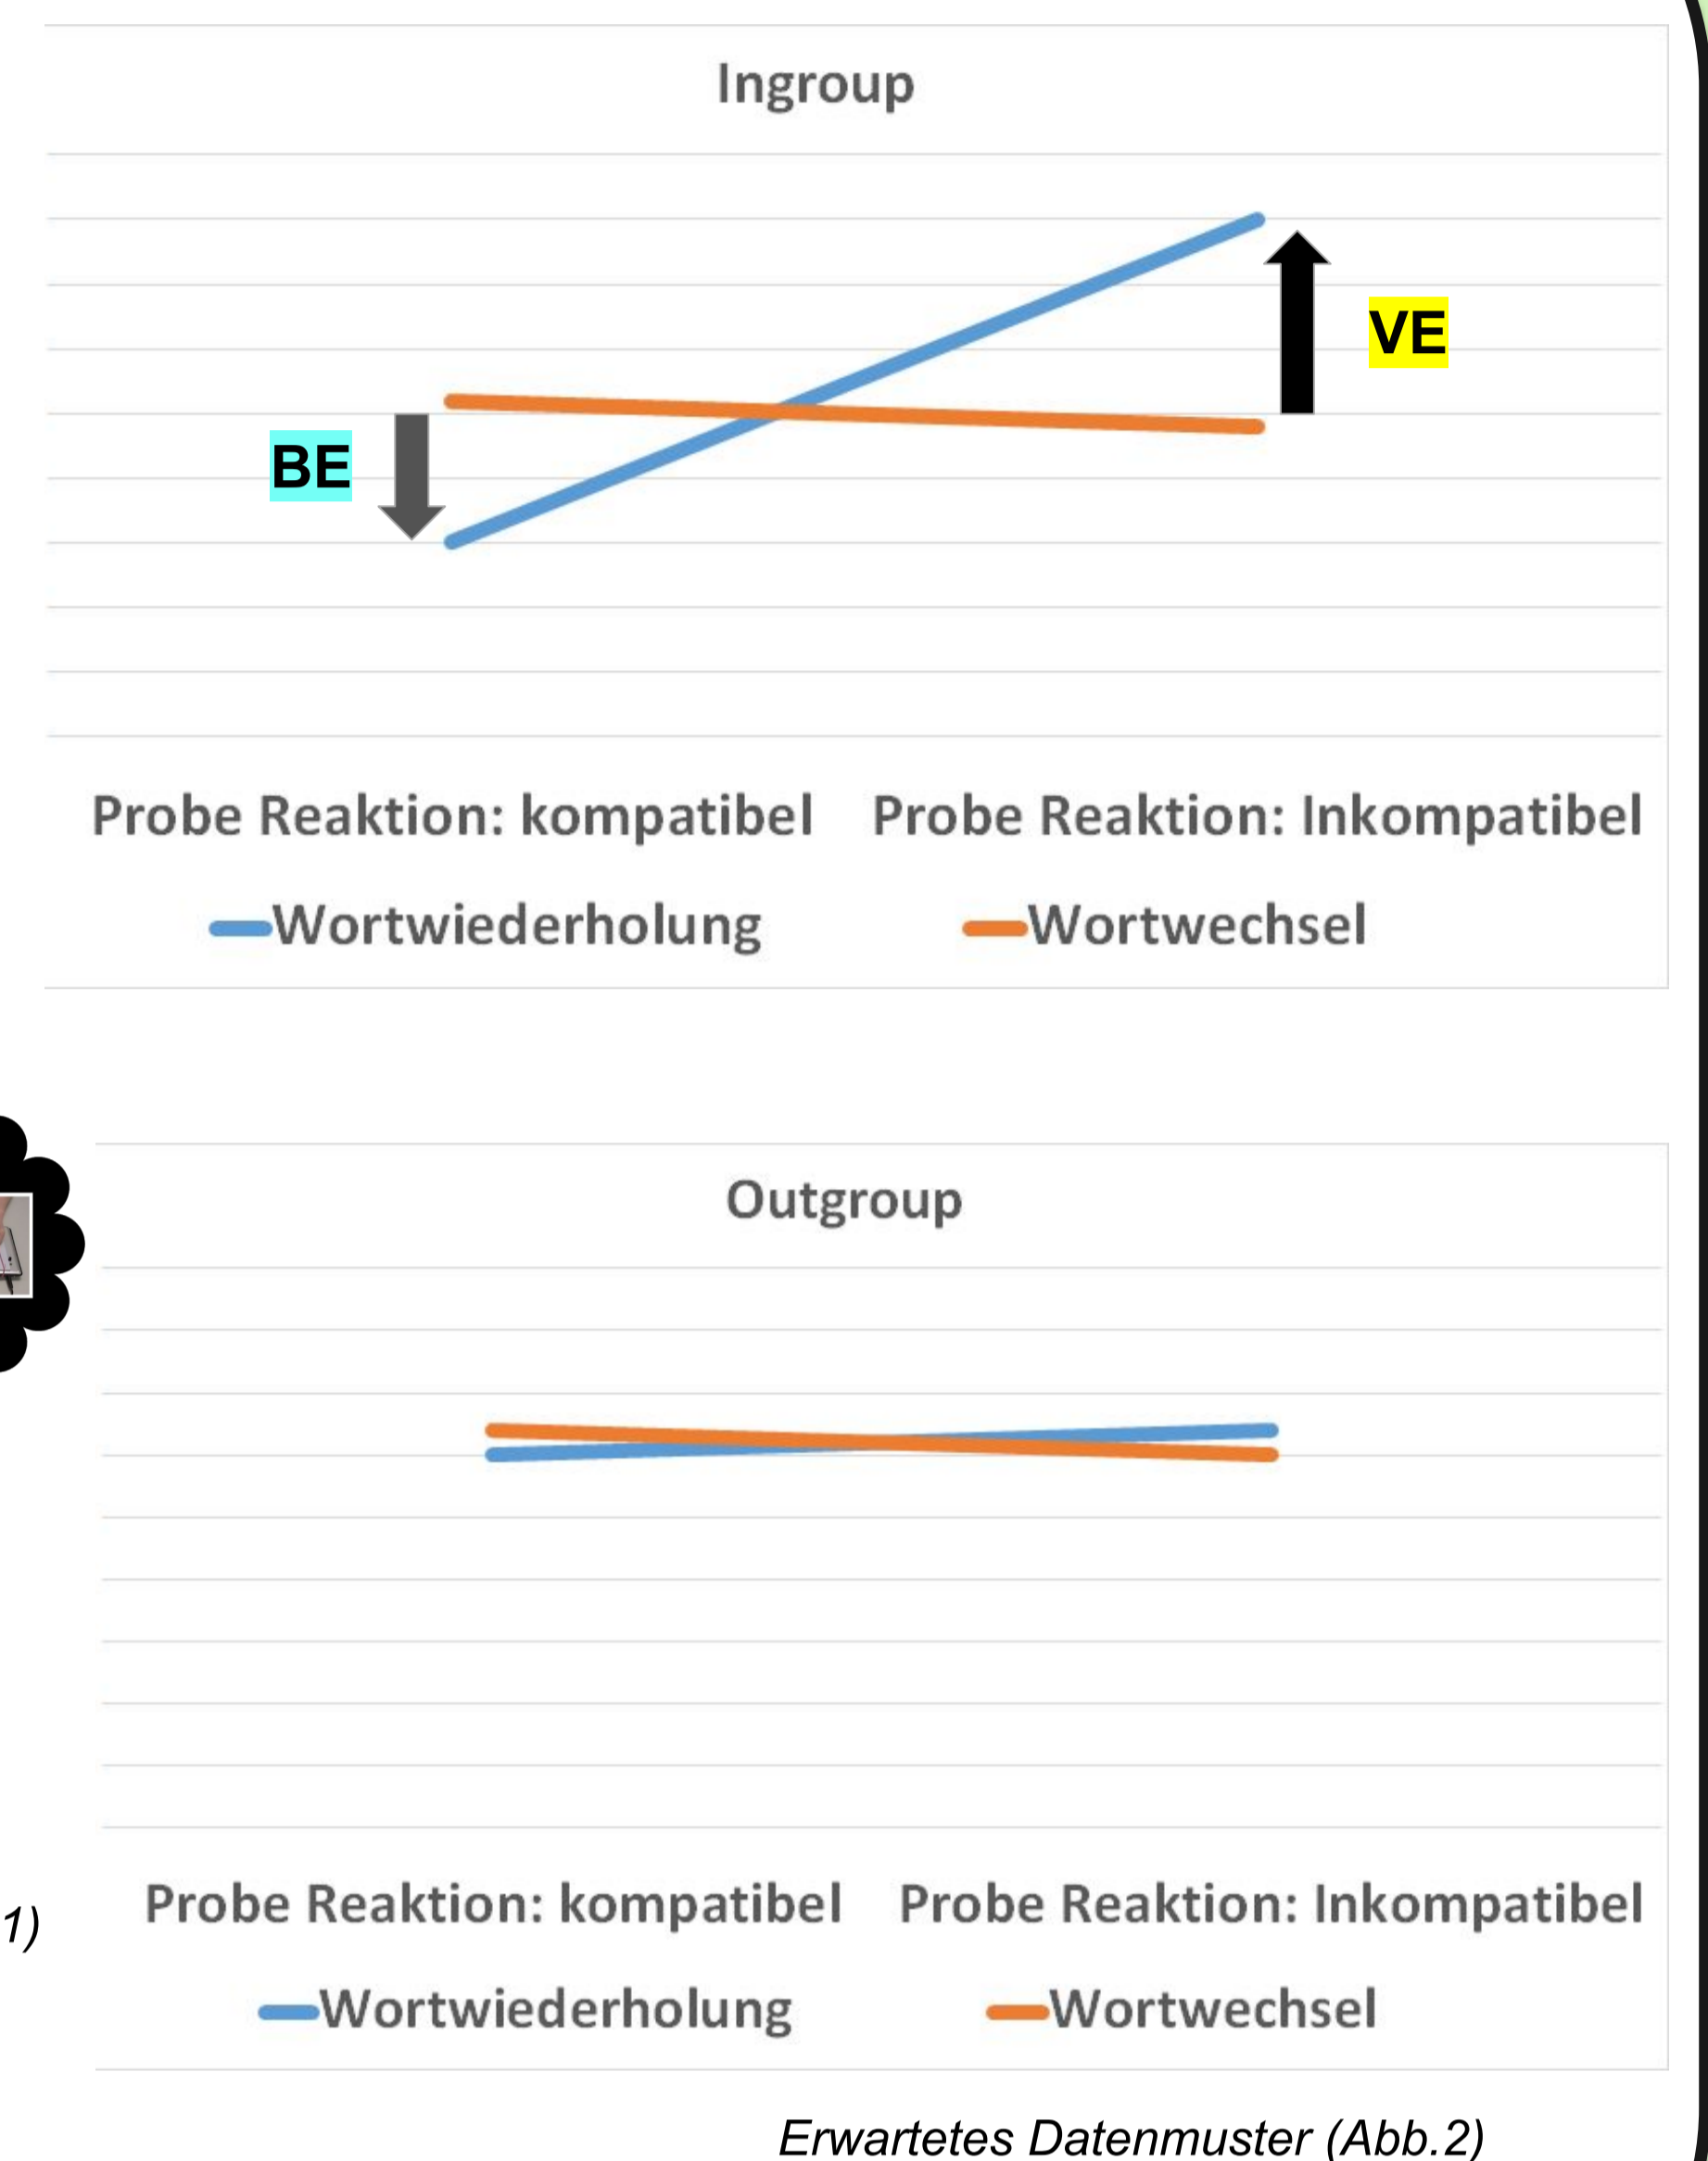 Ingroup
VE
BE
Probe Reaktion: kompatibel Probe Reaktion: Inkompatibel
Wortwiederholung Wortwechsel
Outgroup
Probe Reaktion: kompatibel Probe Reaktion: Inkompatibel
1)
Wortwiederholung Wortwechsel
Erwartetes Datenmuster (Abb.2)